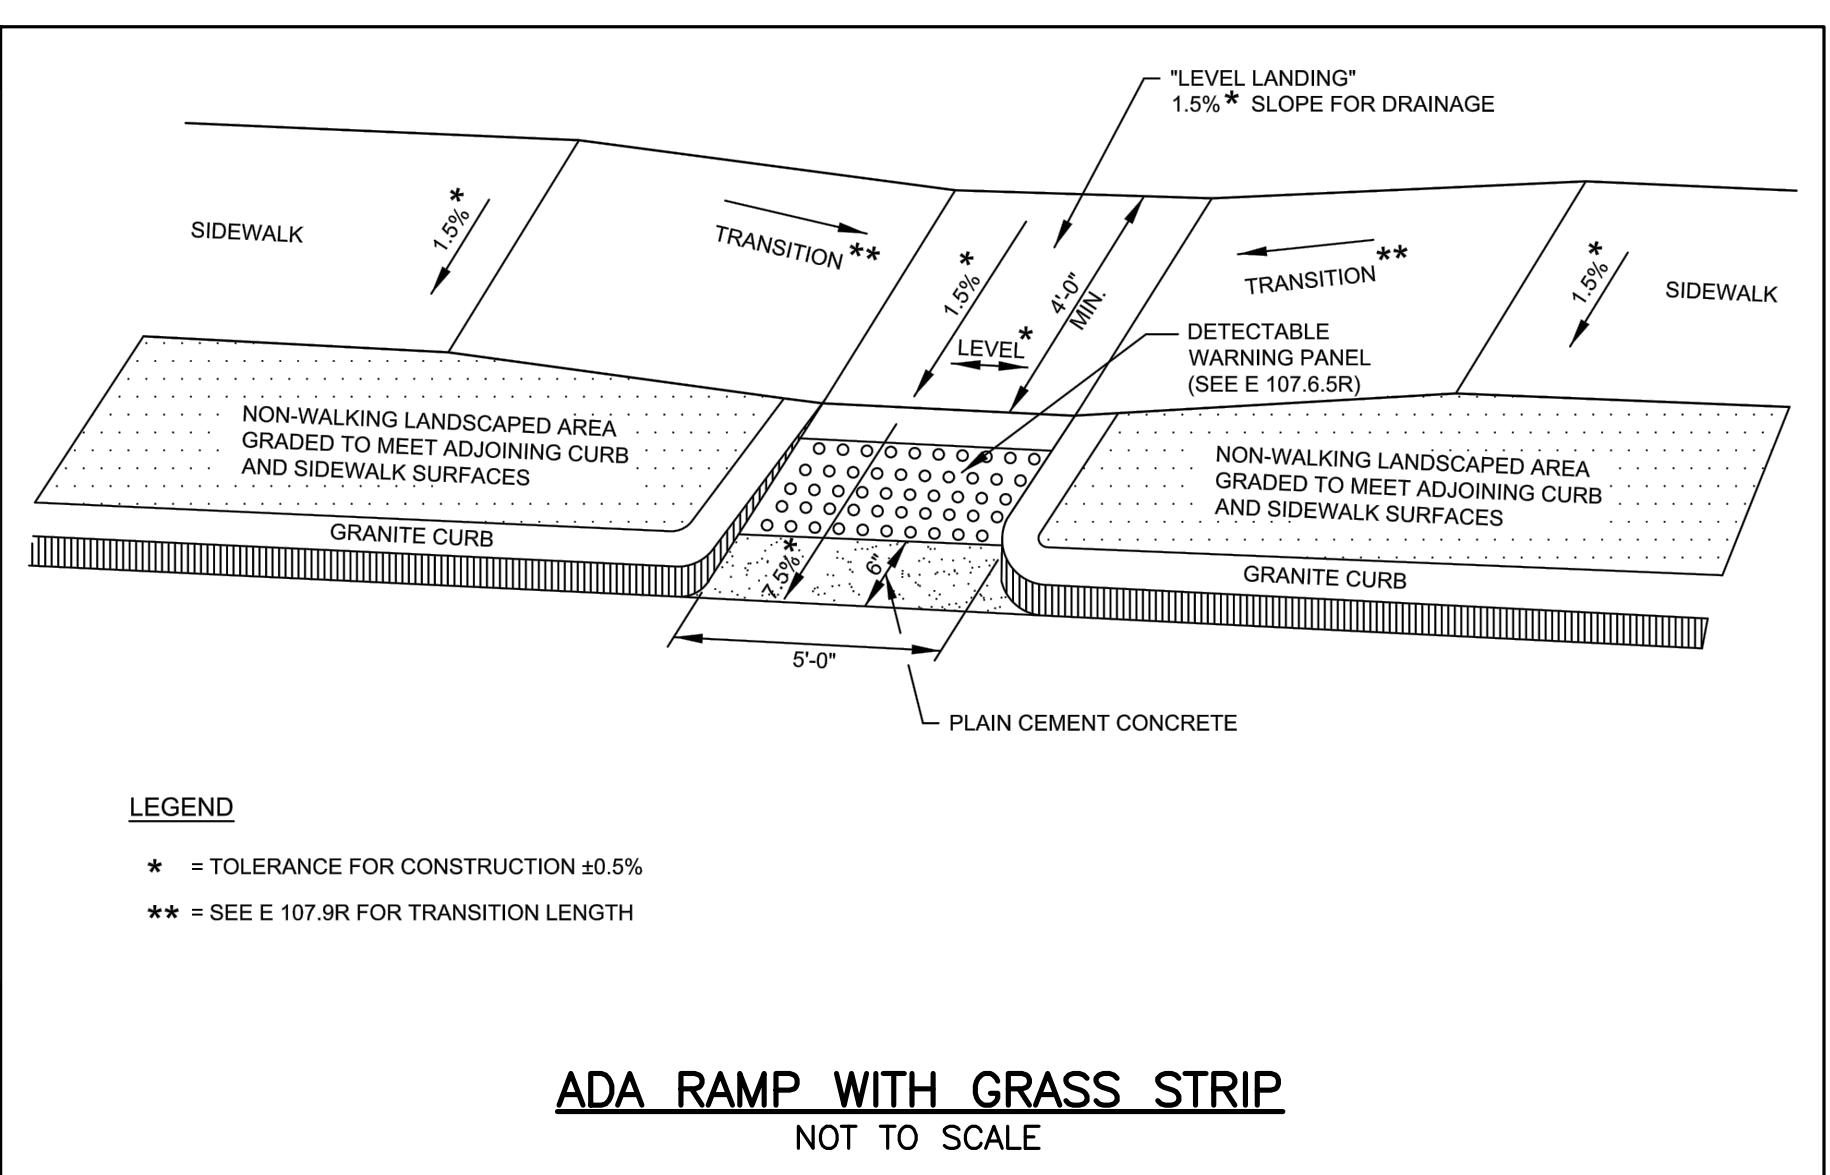 "LEVEL LANDING"
1.5%* SLOPE FOR DRAINAGE
SIDEWALK
1.5%*
TRANSITION **
1.5%*
4'-0"
MIN.
LEVEL*
TRANSITION **
1.5%*
SIDEWALK
DETECTABLE
WARNING PANEL
(SEE E 107.6.5R)
NON-WALKING LANDSCAPED AREA
GRADED TO MEET ADJOINING CURB
AND SIDEWALK SURFACES
NON-WALKING LANDSCAPED AREA
GRADED TO MEET ADJOINING CURB
AND SIDEWALK SURFACES
GRANITE CURB
7.5%*
6"
GRANITE CURB
5'-0"
PLAIN CEMENT CONCRETE
LEGEND
* = TOLERANCE FOR CONSTRUCTION ±0.5%
** = SEE E 107.9R FOR TRANSITION LENGTH
ADA RAMP WITH GRASS STRIP
NOT TO SCALE